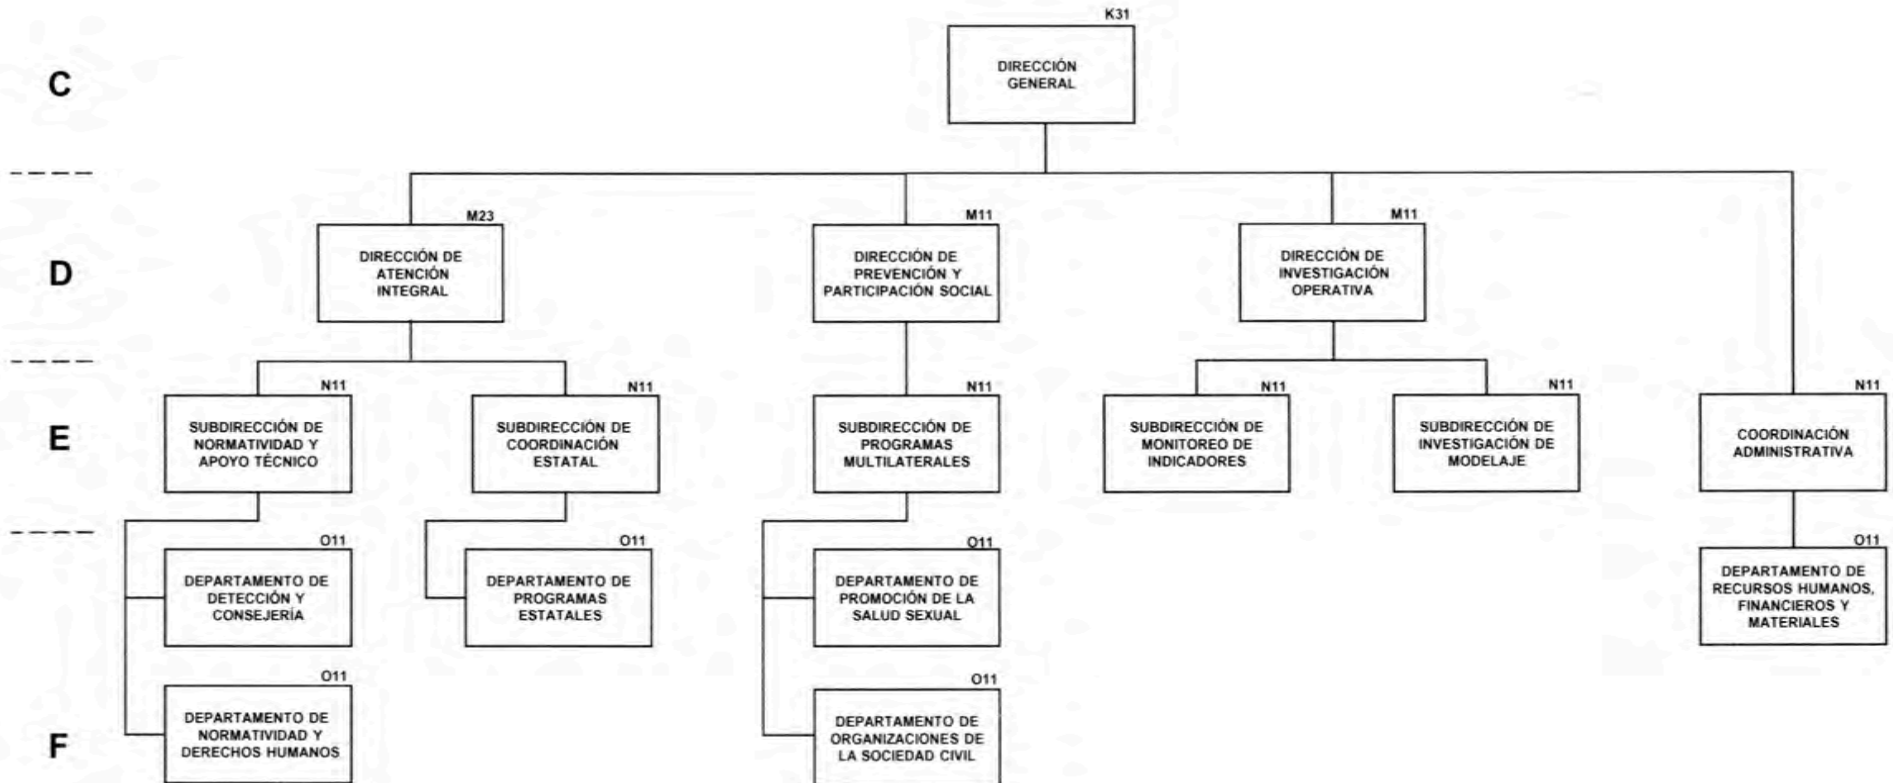 K31
C
DIRECCIÓN
GENERAL
M23
M11
M11
D
DIRECCIÓN DE
ATENCIÓN
INTEGRAL
DIRECCIÓN DE
PREVENCIÓN Y
PARTICIPACIÓN SOCIAL
DIRECCIÓN DE
INVESTIGACIÓN
OPERATIVA
N11
N11
N11
N11
N11
N11
E
SUBDIRECCIÓN DE
NORMATIVIDAD Y
APOYO TÉCNICO
SUBDIRECCIÓN DE
COORDINACIÓN
ESTATAL
SUBDIRECCIÓN DE
PROGRAMAS
MULTILATERALES
SUBDIRECCIÓN DE
MONITOREO DE
INDICADORES
SUBDIRECCIÓN DE
INVESTIGACIÓN DE
MODELAJE
COORDINACIÓN
ADMINISTRATIVA
O11
O11
O11
O11
DEPARTAMENTO DE
DETECCIÓN Y
CONSEJERÍA
DEPARTAMENTO DE
PROGRAMAS
ESTATALES
DEPARTAMENTO DE
PROMOCIÓN DE LA
SALUD SEXUAL
DEPARTAMENTO DE
RECURSOS HUMANOS,
FINANCIEROS Y
MATERIALES
O11
O11
F
DEPARTAMENTO DE
NORMATIVIDAD Y
DERECHOS HUMANOS
DEPARTAMENTO DE
ORGANIZACIONES DE
LA SOCIEDAD CIVIL